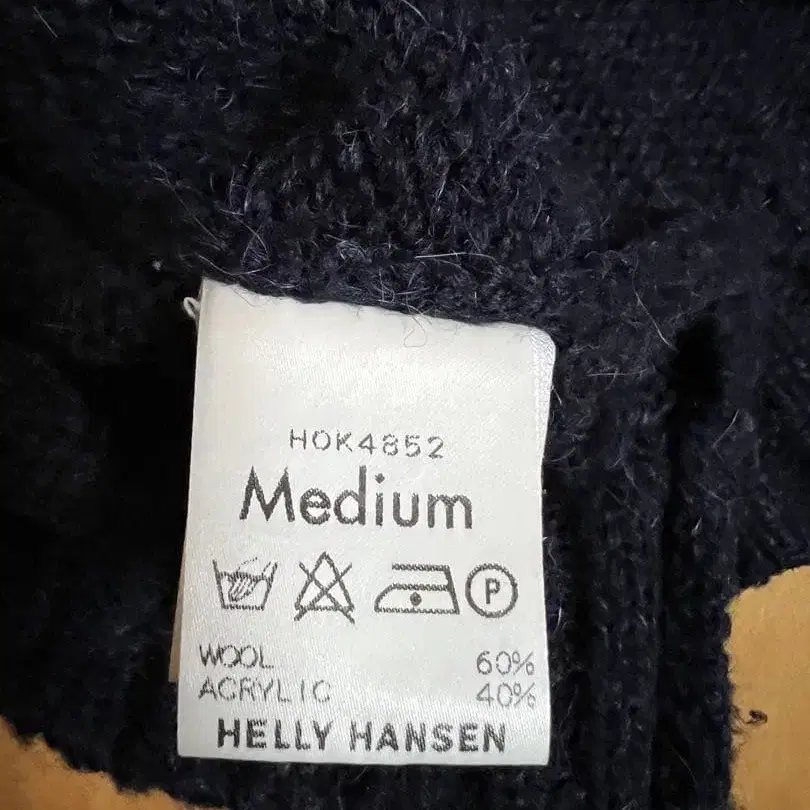 HOK4852
Medium
P
WOOL 60%
ACRYLIC 40%
HELLY HANSEN